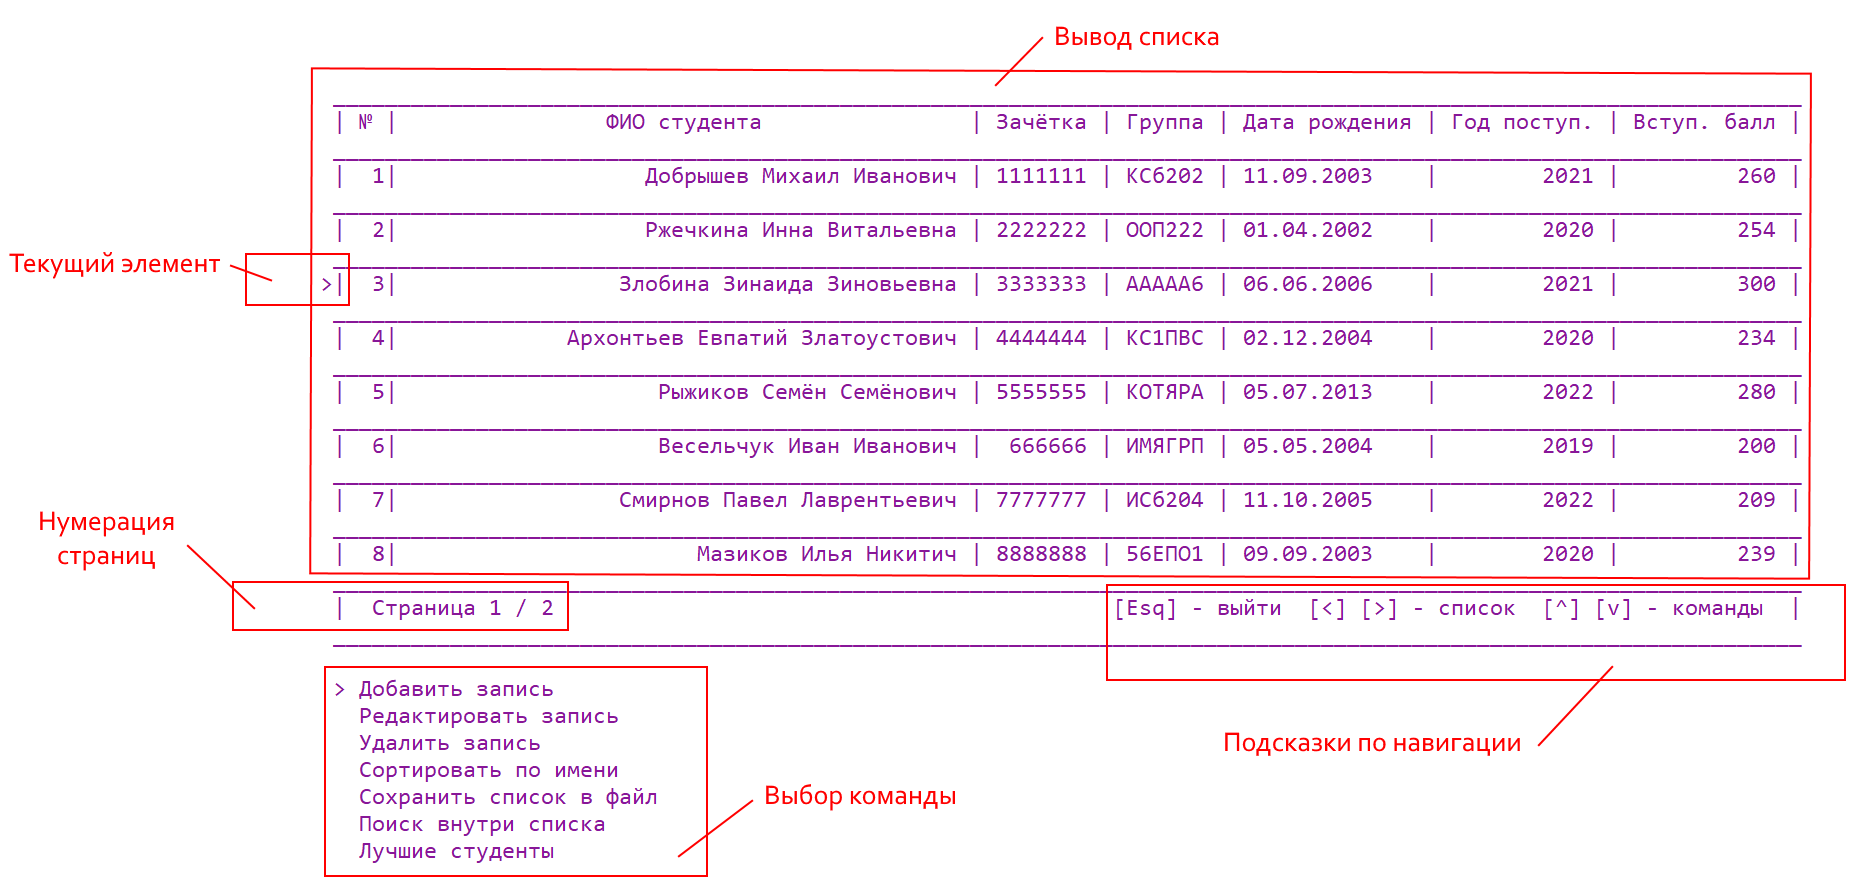 Вывод списка
| № | ФИО студента | Зачётка | Группа | Дата рождения | Год поступ. | Вступ. балл |
| 1| Добрышев Михаил Иванович | 1111111 | КСб202 | 11.09.2003 | 2021 | 260 |
| 2| Ржечкина Инна Витальевна | 2222222 | ООП222 | 01.04.2002 | 2020 | 254 |
Текущий элемент
>| 3| Злобина Зинаида Зиновьевна | 3333333 | ААААА6 | 06.06.2006 | 2021 | 300 |
| 4| Архонтьев Евпатий Златоустович | 4444444 | КС1ПВС | 02.12.2004 | 2020 | 234 |
| 5| Рыжиков Семён Семёнович | 5555555 | КОТЯРА | 05.07.2013 | 2022 | 280 |
| 6| Весельчук Иван Иванович | 666666 | ИМЯГРП | 05.05.2004 | 2019 | 200 |
| 7| Смирнов Павел Лаврентьевич | 7777777 | ИСб204 | 11.10.2005 | 2022 | 209 |
Нумерация
страниц
| 8| Мазиков Илья Никитич | 8888888 | 56ЕПО1 | 09.09.2003 | 2020 | 239 |
| Страница 1 / 2 [Esq] - выйти [<] [>] - список [^] [v] - команды |
> Добавить запись
Редактировать запись
Удалить запись
Сортировать по имени
Сохранить список в файл
Поиск внутри списка
Лучшие студенты
Подсказки по навигации
Выбор команды